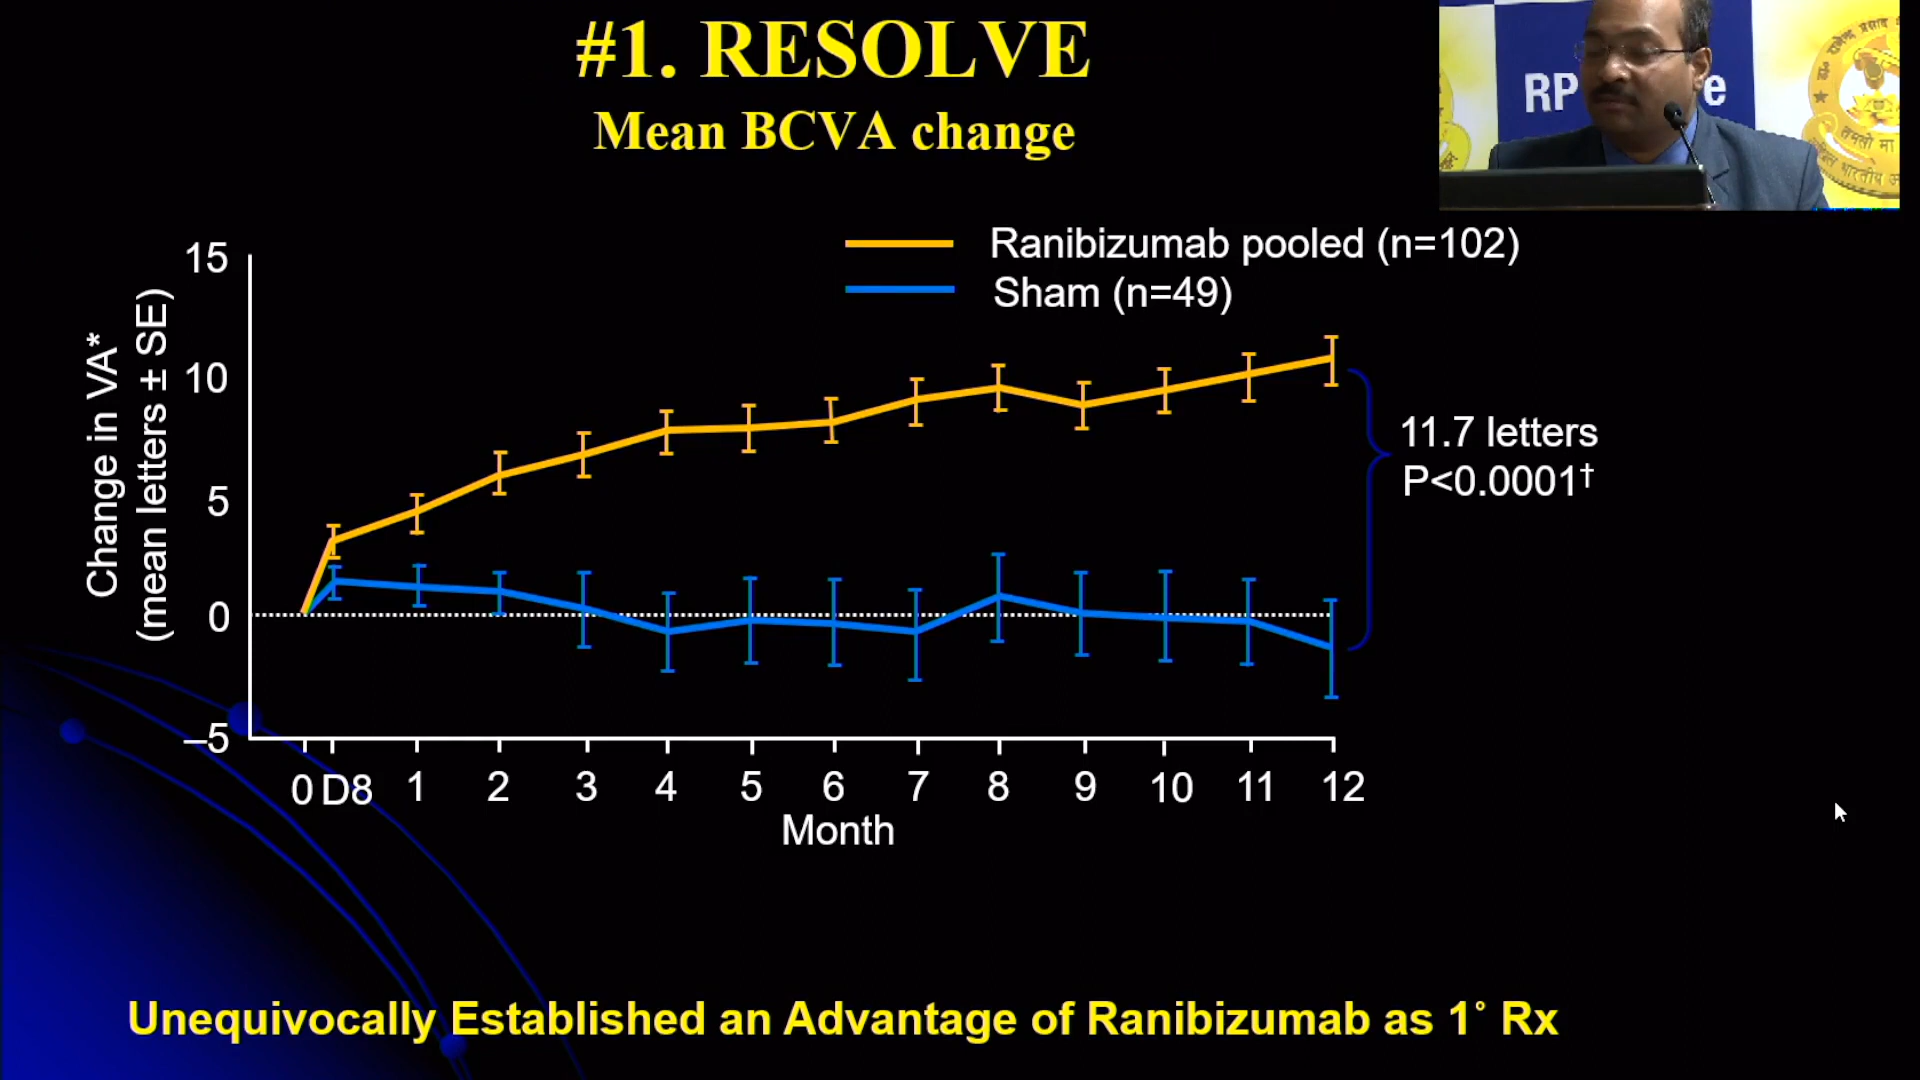 #1. RESOLVE
Mean BCVA change
RP
e
तमसो मा
Ranibizumab pooled (n=102)
Sham (n=49)
Change in VA*
(mean letters ± SE)
15
10
5
0
–5
11.7 letters
P<0.0001†
0 D8 1 2 3 4 5 6 7 8 9 10 11 12
Month
Unequivocally Established an Advantage of Ranibizumab as 1° Rx